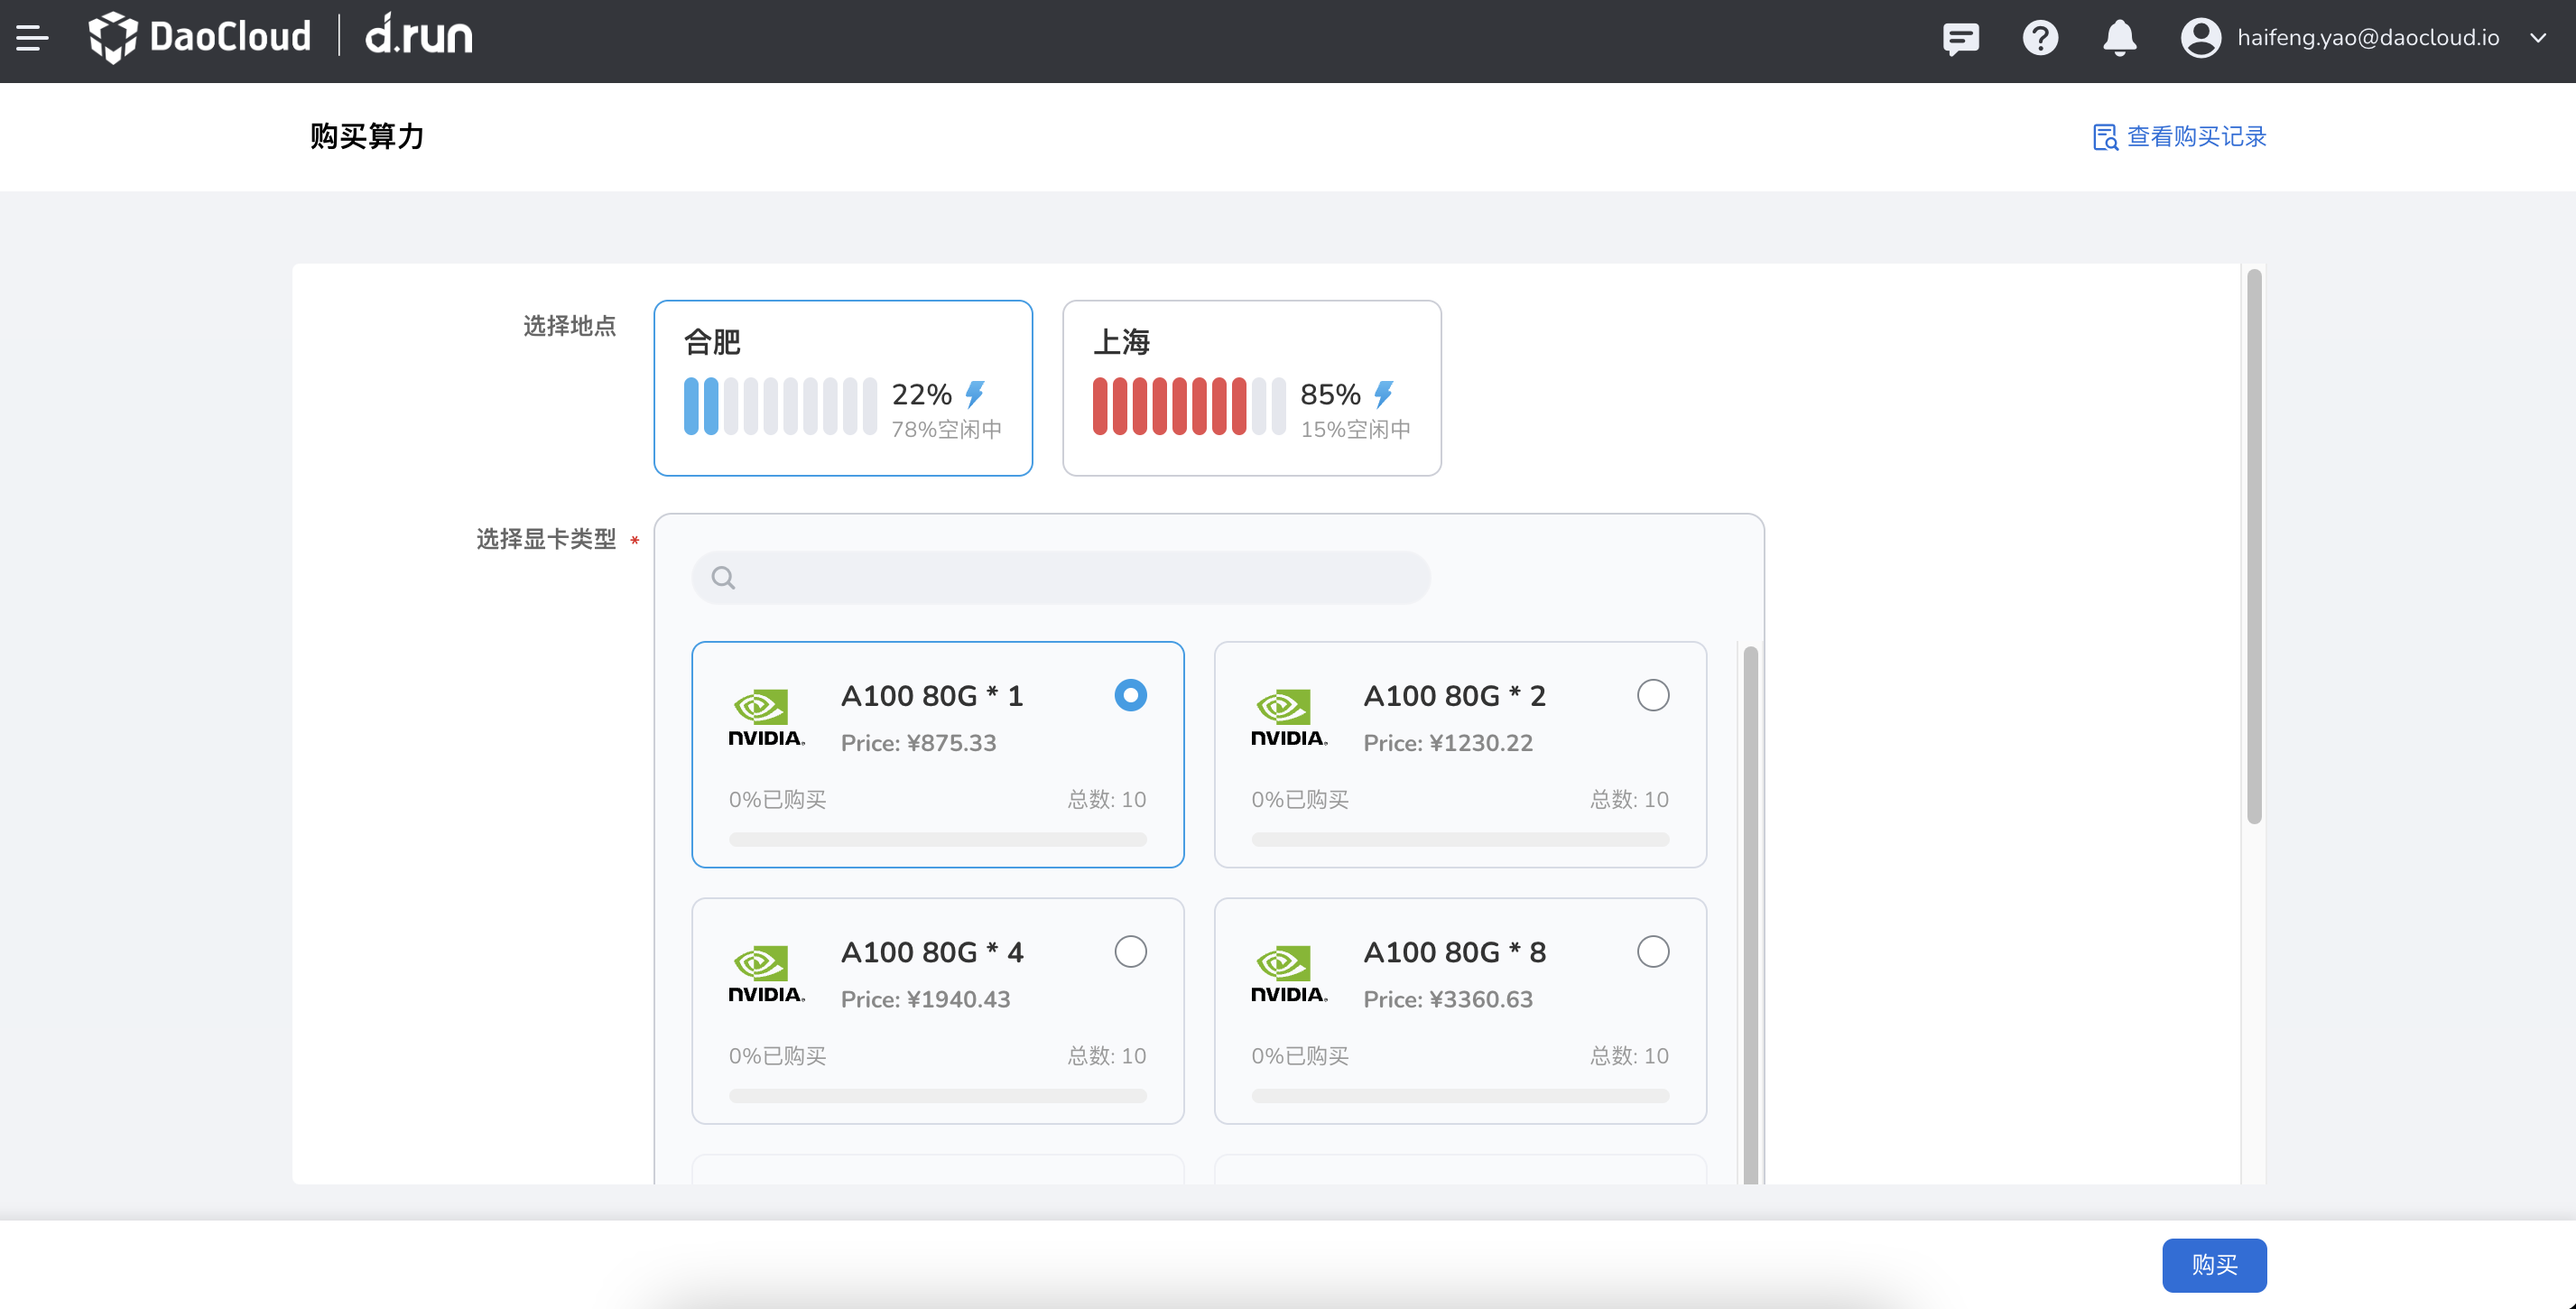 DaoCloud | d.run
haifeng.yao@daocloud.io
购买算力
查看购买记录
选择地点
合肥
22%
78%空闲中
上海
85%
15%空闲中
选择显卡类型 *
NVIDIA.
A100 80G * 1
Price: ¥875.33
0%已购买
总数: 10
NVIDIA.
A100 80G * 2
Price: ¥1230.22
0%已购买
总数: 10
NVIDIA.
A100 80G * 4
Price: ¥1940.43
0%已购买
总数: 10
NVIDIA.
A100 80G * 8
Price: ¥3360.63
0%已购买
总数: 10
购买